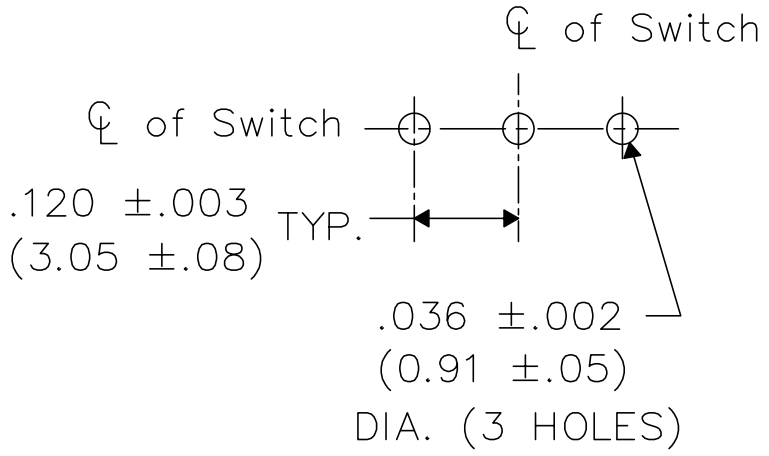 ℄ of Switch
℄ of Switch
.120 ±.003
(3.05 ±.08)
TYP.
.036 ±.002
(0.91 ±.05)
DIA. (3 HOLES)